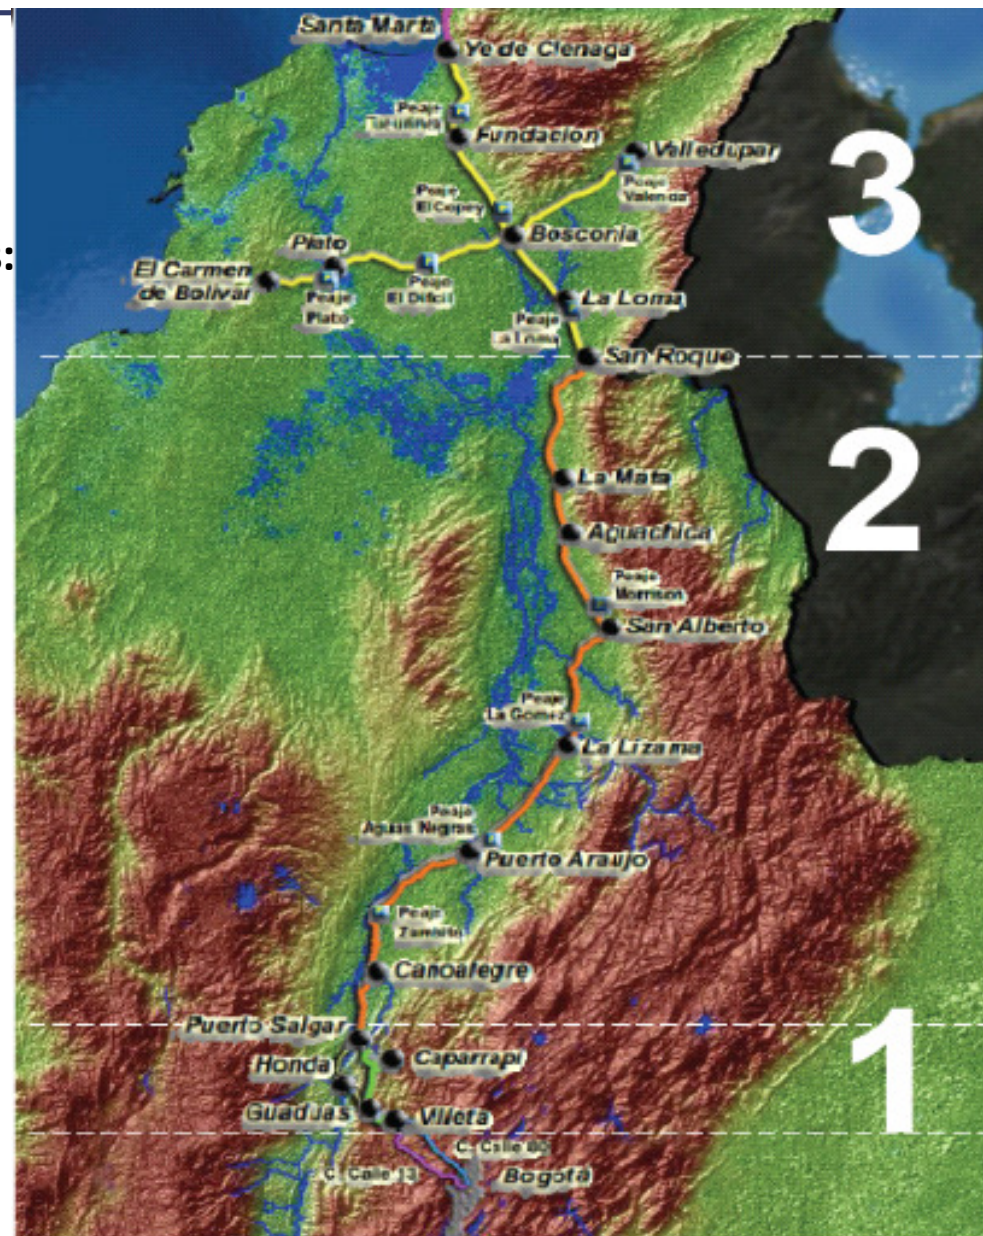 s:
Santa Marta
Ye de Cienaga
Peaje
Fundacion
Valledupar
3
Peaje
Valencia
Peaje
El Copey
Bosconia
Plato
El Carmen
de Bolivar
Peaje
Plato
Peaje
El Dificil
La Loma
Peaje
La Loma
San Roque
2
La Mata
Aguachica
Peaje
Morrison
San Alberto
Peaje
La Gomez
La Lizama
Peaje
Aguas Negras
Puerto Araujo
Peaje
Zambito
Canoalegre
1
Puerto Salgar
Caparrapi
Honda
Guaduas
Villeta
C. Calle 80
C. Calle 13
Bogota